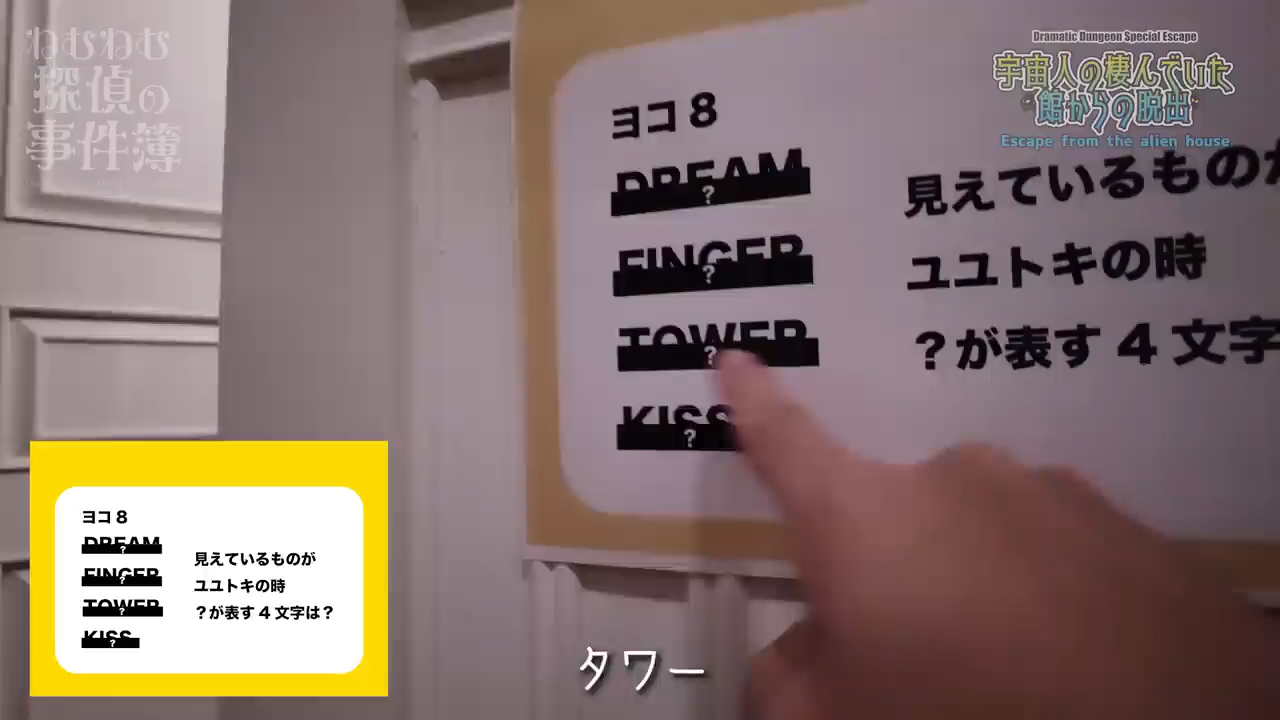 ねむねむ
探偵の
事件簿
Dramatic Dungeon Special Escape
宇宙人の棲んでいた
館からの脱出
Escape from the alien house
ヨコ8
DREAM
?
FINGER
?
TOWER
?
KISS
?
見えているものが
ユユトキの時
?が表す4文字
ヨコ8
DREAM
?
FINGER
?
TOWER
?
KISS
?
見えているものが
ユユトキの時
?が表す4文字は?
タワー